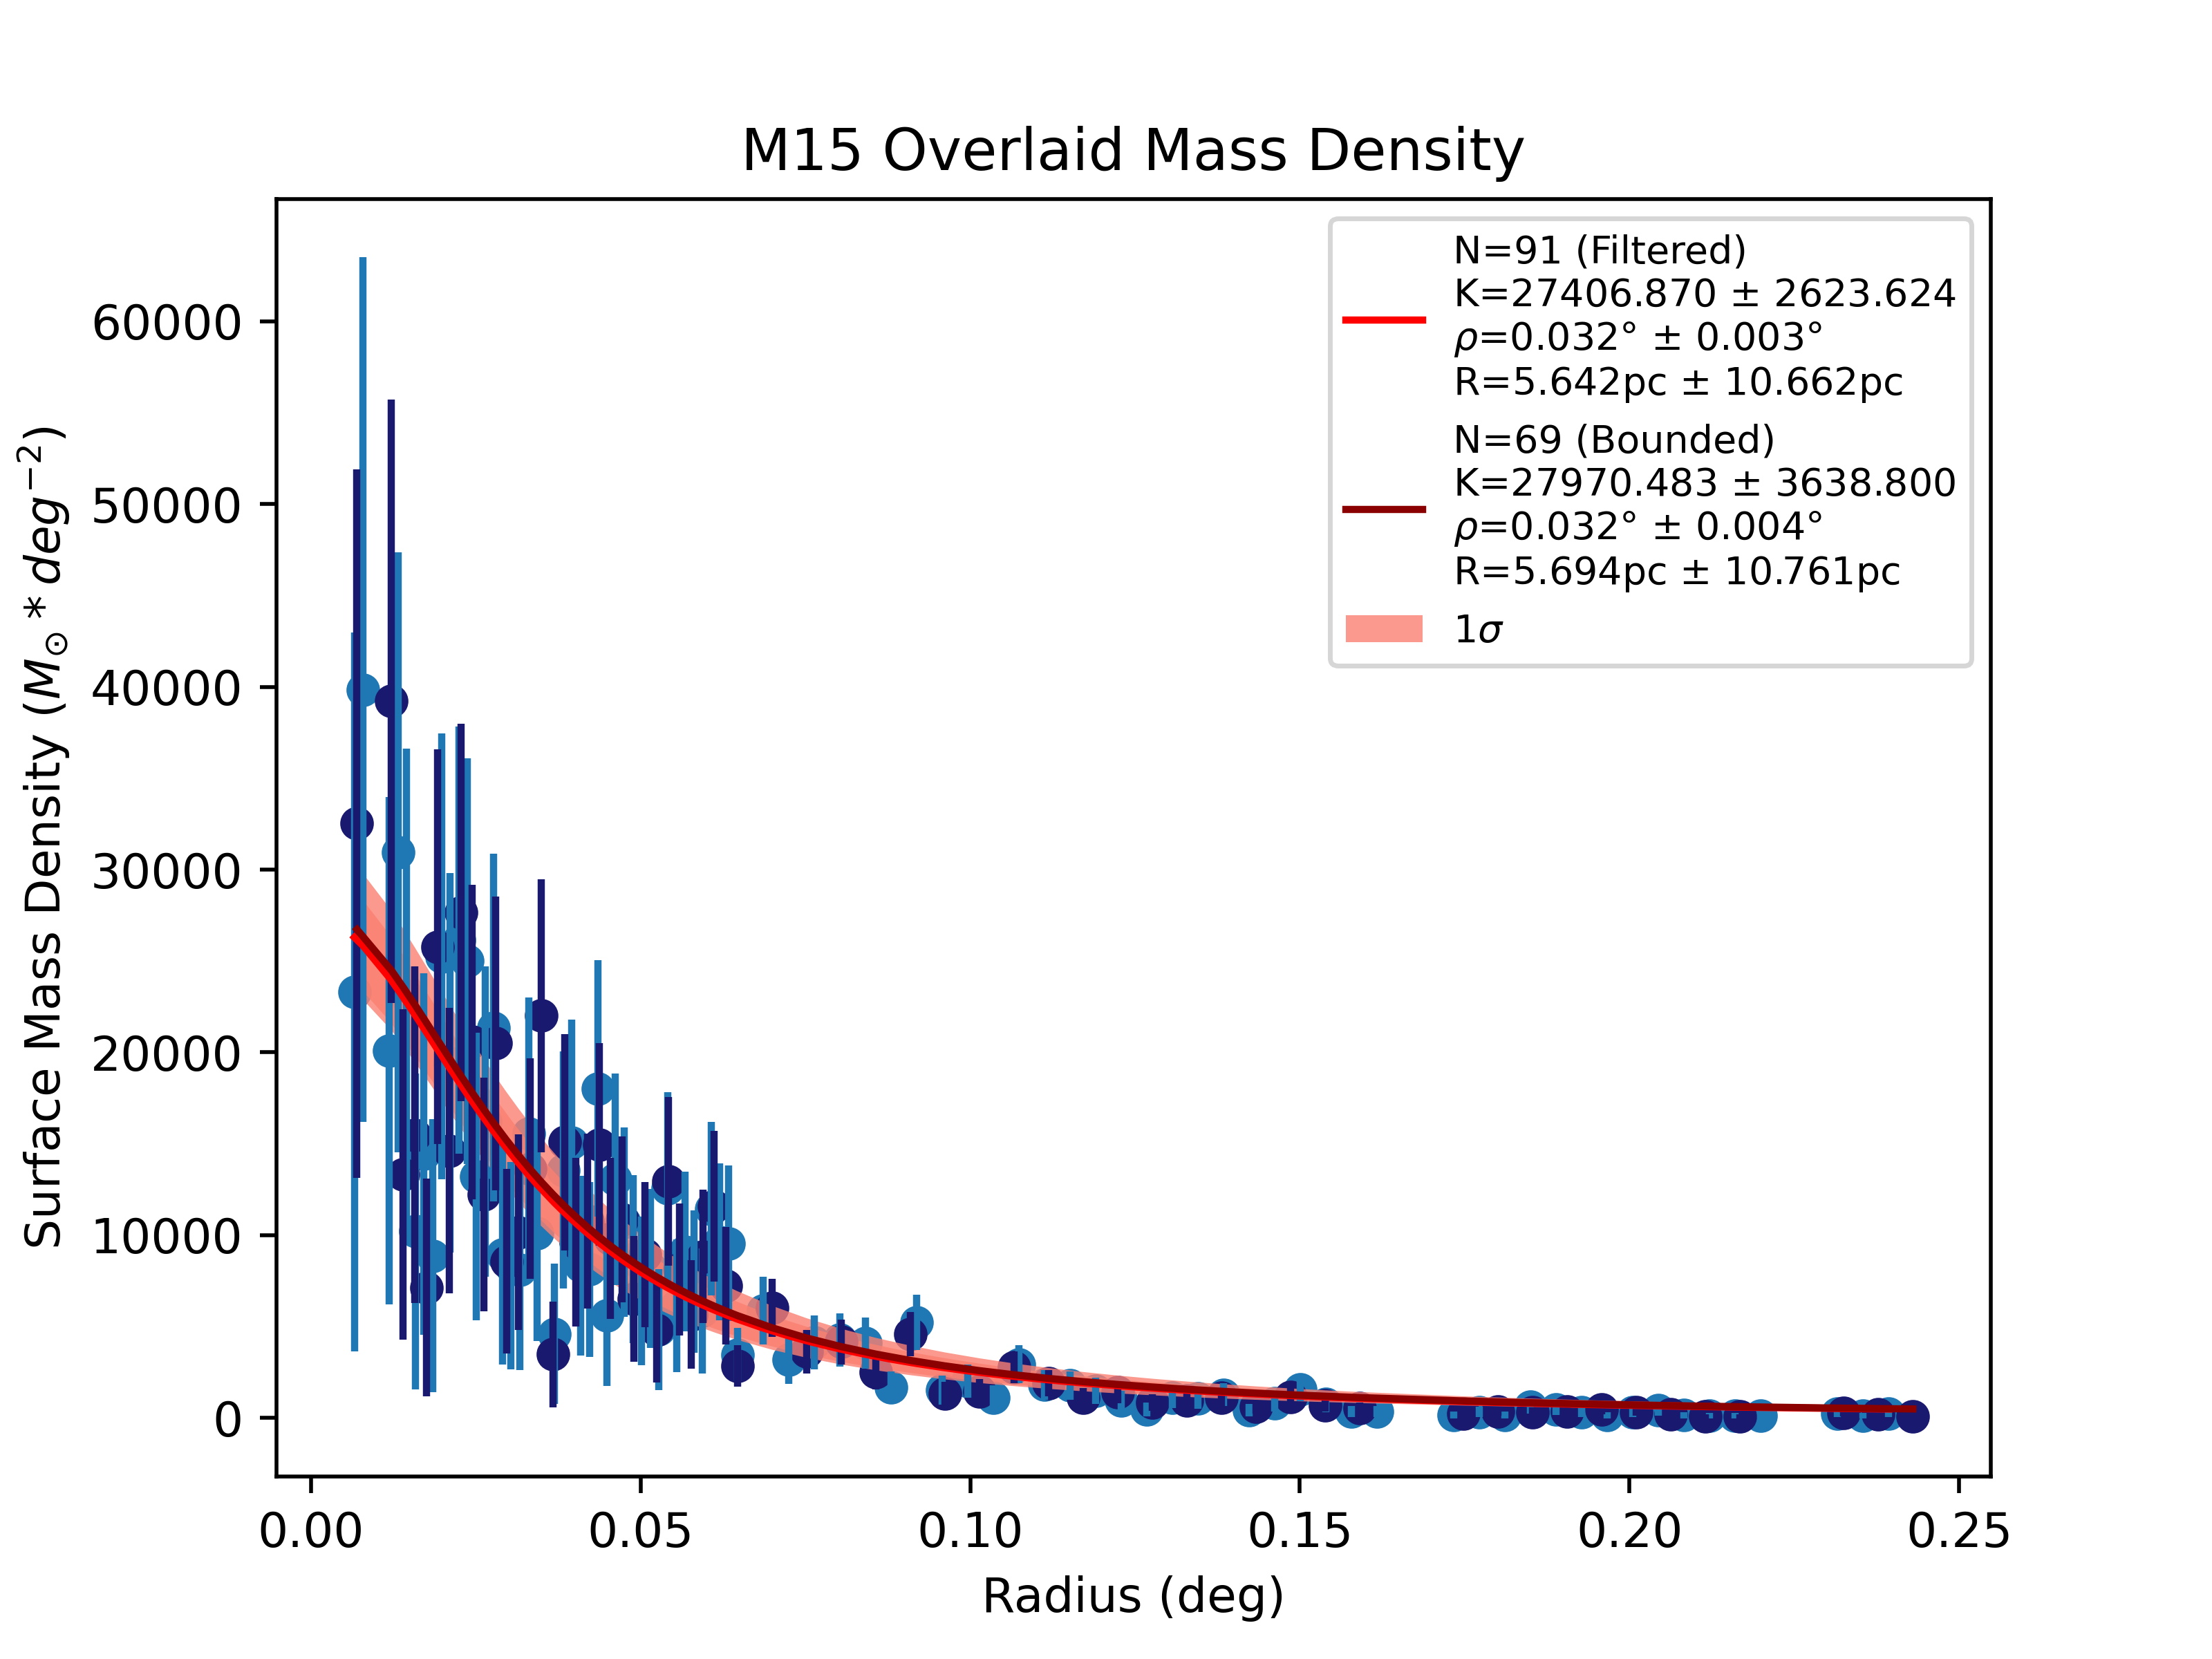 M15 Overlaid Mass Density
N=91 (Filtered)
K=27406.870 ± 2623.624
ρ=0.032° ± 0.003°
R=5.642pc ± 10.662pc
N=69 (Bounded)
K=27970.483 ± 3638.800
ρ=0.032° ± 0.004°
R=5.694pc ± 10.761pc
1σ
Surface Mass Density (M⊙ * deg⁻²)
60000
50000
40000
30000
20000
10000
0
0.00 0.05 0.10 0.15 0.20 0.25
Radius (deg)